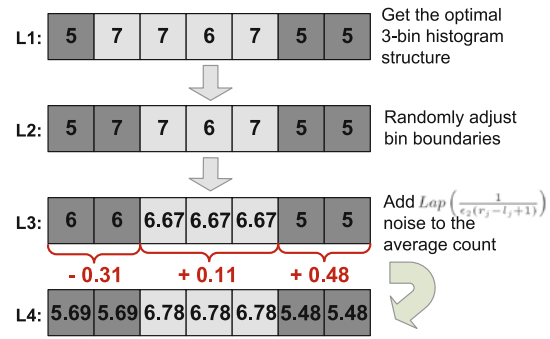 L1: 5 7 7 6 7 5 5
Get the optimal
3-bin histogram
structure
L2: 5 7 7 6 7 5 5
Randomly adjust
bin boundaries
L3: 6 6 6.67 6.67 6.67 5 5
Add Lap(1/ε₂(rⱼ−lⱼ+1))
noise to the
average count
- 0.31 + 0.11 + 0.48
L4: 5.69 5.69 6.78 6.78 6.78 5.48 5.48